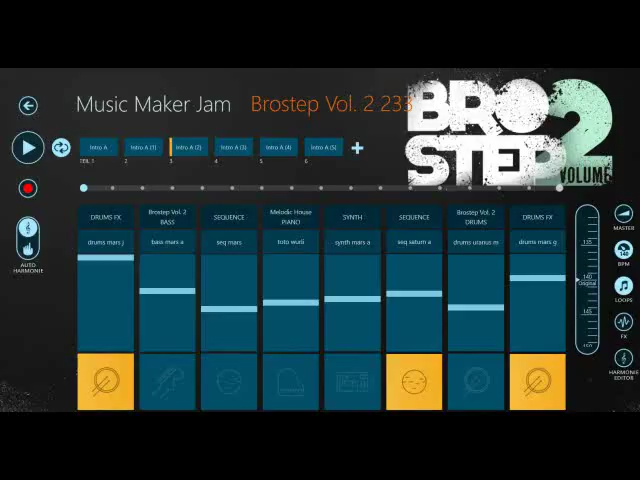 Music Maker Jam Brostep Vol. 2 233
BRO
STEP
2
VOLUME
Intro A
Intro A (1)
Intro A (2)
Intro A (3)
Intro A (4)
Intro A (5)
TEIL 1
2
3
4
5
6
DRUMS FX
Brostep Vol. 2
BASS
SEQUENCE
Melodic House
PIANO
SYNTH
SEQUENCE
Brostep Vol. 2
DRUMS
DRUMS FX
drums mars j
bass mars a
seq mars
toto wurli
synth mars a
seq saturn a
drums uranus m
drums mars g
AUTO
HARMONIE
135
140
Original
145
MASTER
140
BPM
LOOPS
FX
HARMONIE
EDITOR